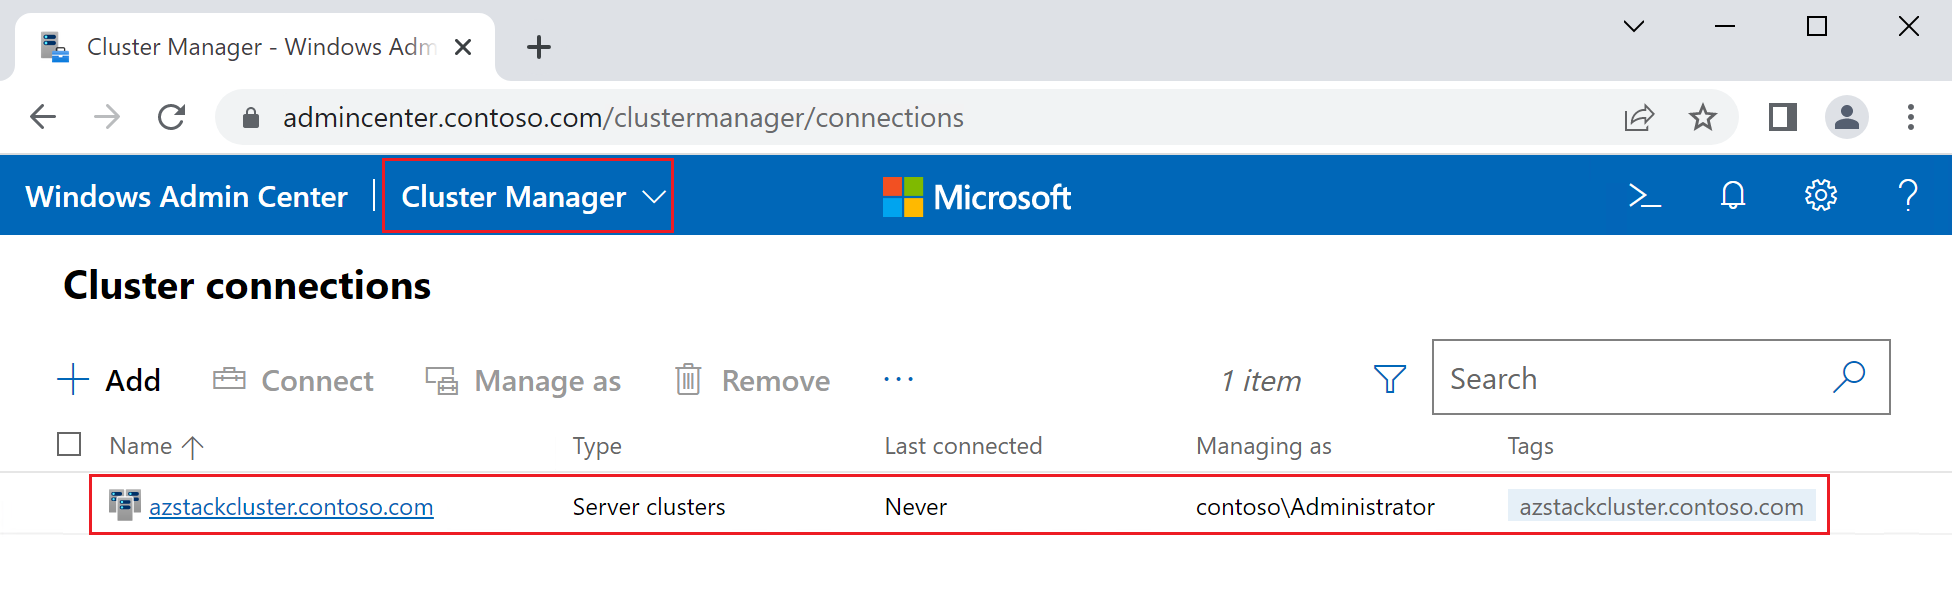 Cluster Manager - Windows Adm
admincenter.contoso.com/clustermanager/connections
Windows Admin Center | Cluster Manager Microsoft >_ ?
Cluster connections
+ Add Connect Manage as Remove ... 1 item Search
Name ↑ Type Last connected Managing as Tags
azstackcluster.contoso.com Server clusters Never contoso\Administrator azstackcluster.contoso.com